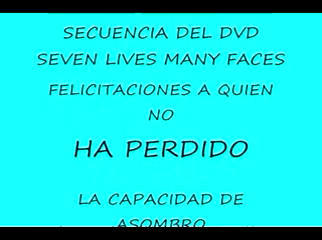 SECUENCIA DEL DVD
SEVEN LIVES MANY FACES
FELICITACIONES A QUIEN
NO
HA PERDIDO
LA CAPACIDAD DE
ASOMBRO